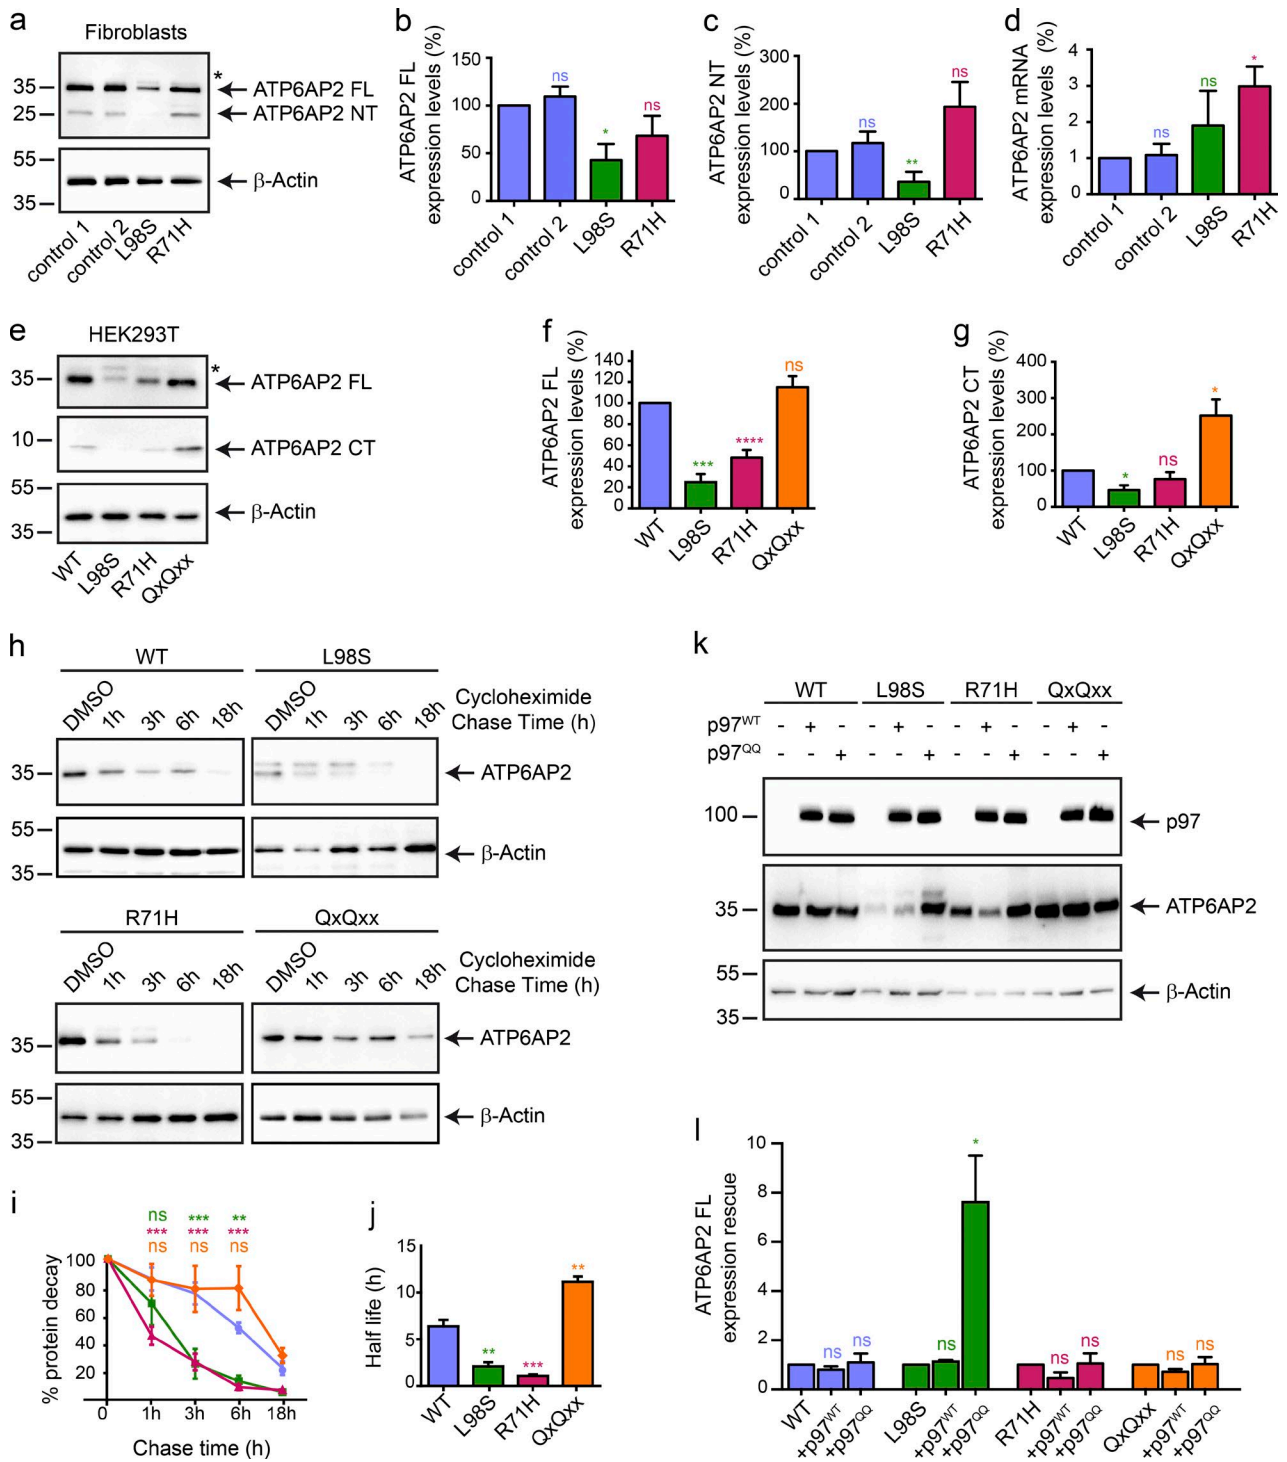 a
Fibroblasts
35
25
*
ATP6AP2 FL
ATP6AP2 NT
55
35
β-Actin
control 1
control 2
L98S
R71H
b
ATP6AP2 FL
expression levels (%)
150
100
50
0
ns
*
ns
control 1
control 2
L98S
R71H
c
ATP6AP2 NT
expression levels (%)
300
200
100
0
ns
**
ns
control 1
control 2
L98S
R71H
d
ATP6AP2 mRNA
expression levels (%)
4
3
2
1
0
ns
ns
*
control 1
control 2
L98S
R71H
e
HEK293T
35
*
ATP6AP2 FL
10
ATP6AP2 CT
55
35
β-Actin
WT
L98S
R71H
QxQxx
f
ATP6AP2 FL
expression levels (%)
140
120
100
80
60
40
20
0
***
****
ns
WT
L98S
R71H
QxQxx
g
ATP6AP2 CT
expression levels (%)
400
300
200
100
0
*
ns
*
WT
L98S
R71H
QxQxx
h
WT
L98S
DMSO 1h 3h 6h 18h
DMSO 1h 3h 6h 18h
Cycloheximide
Chase Time (h)
35
ATP6AP2
55
35
β-Actin
R71H
QxQxx
DMSO 1h 3h 6h 18h
DMSO 1h 3h 6h 18h
Cycloheximide
Chase Time (h)
35
ATP6AP2
55
35
β-Actin
k
WT L98S R71H QxQxx
p97WT - + - - + - - + - - + -
p97QQ - - + - - + - - + - - +
100
p97
35
ATP6AP2
55
35
β-Actin
i
ns *** **
*** *** ***
ns ns ns
% protein decay
100
80
60
40
20
0 1h 3h 6h 18h
Chase time (h)
j
Half life (h)
15
10
5
0
**
***
**
WT
L98S
R71H
QxQxx
l
ATP6AP2 FL
expression rescue
10
8
6
4
2
0
ns ns
ns *
ns ns
ns ns
WT
+p97WT
+p97QQ
L98S
+p97WT
+p97QQ
R71H
+p97WT
+p97QQ
QxQxx
+p97WT
+p97QQ